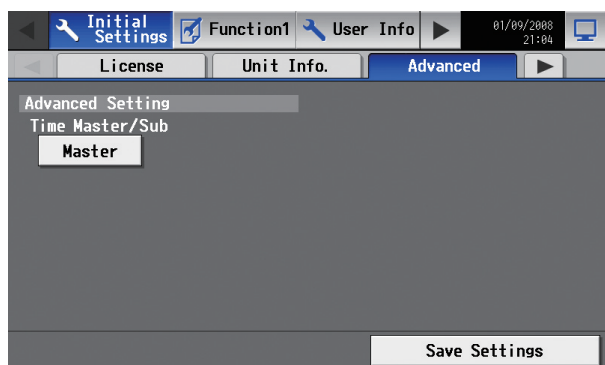 Initial Settings
Function1
User Info
01/09/2008
21:04
License
Unit Info.
Advanced
Advanced Setting
Time Master/Sub
Master
Save Settings